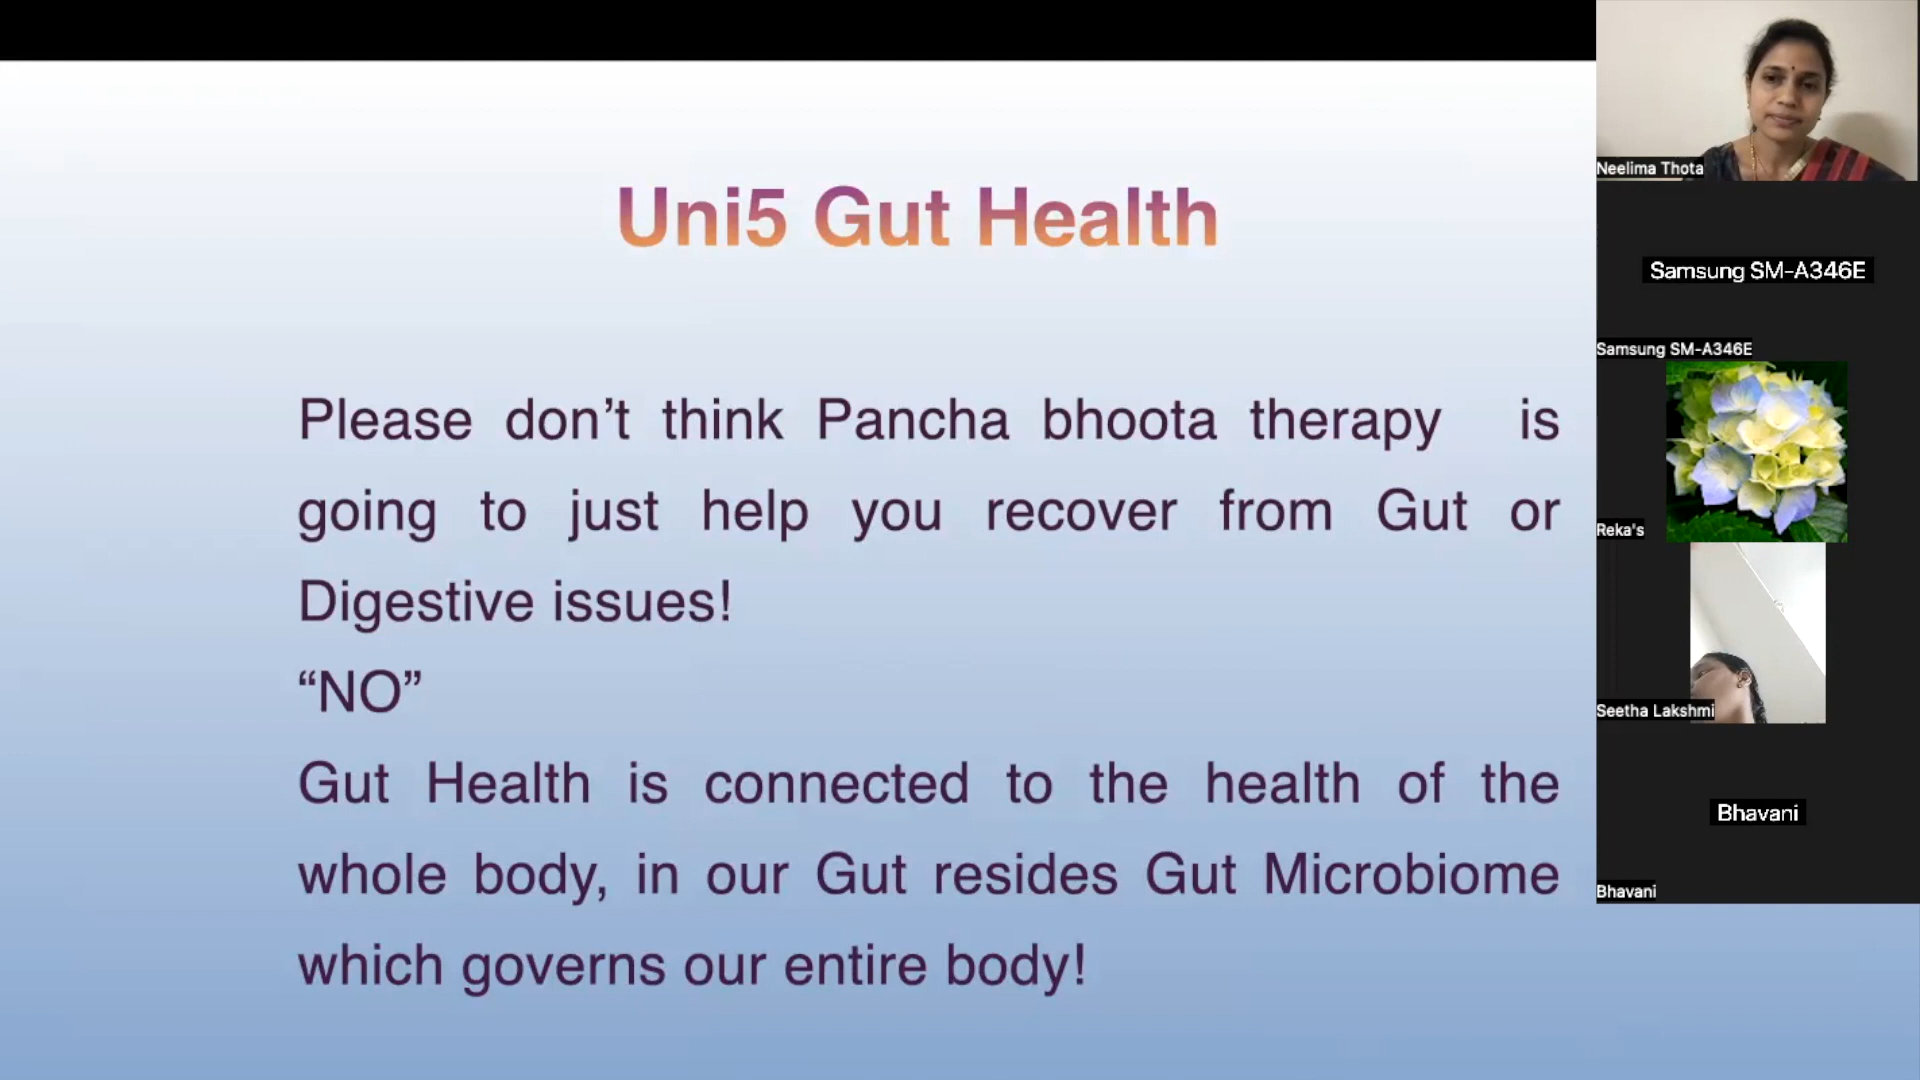 Uni5 Gut Health
Please don’t think Pancha bhoota therapy is
going to just help you recover from Gut or
Digestive issues!
“NO”
Gut Health is connected to the health of the
whole body, in our Gut resides Gut Microbiome
which governs our entire body!
Neelima Thota
Samsung SM-A346E
Samsung SM-A346E
Reka's
Seetha Lakshmi
Bhavani
Bhavani